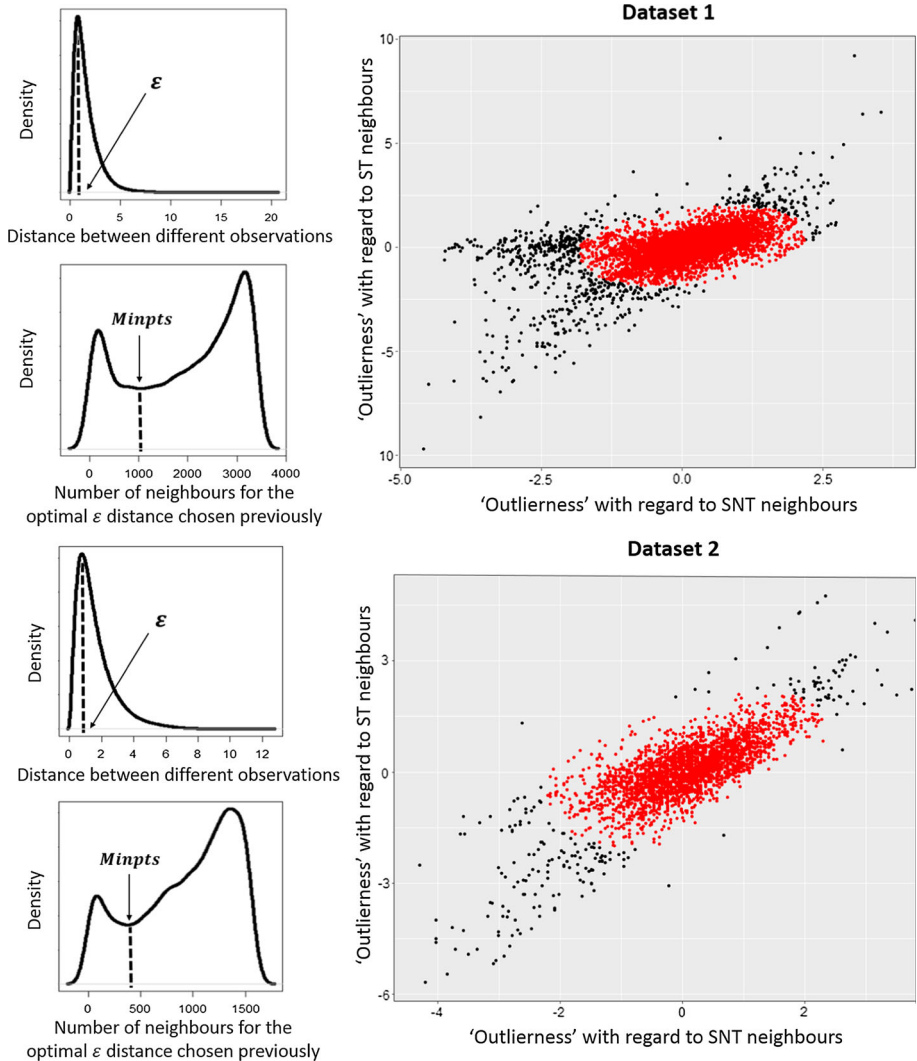 Density
ε
0 5 10 15 20
Distance between different observations
Density
Minpts
0 1000 2000 3000 4000
Number of neighbours for the
optimal ε distance chosen previously
Dataset 1
'Outlierness' with regard to ST neighbours
10
5
0
-5
10
-5.0 -2.5 0.0 2.5
'Outlierness' with regard to SNT neighbours
Density
ε
0 2 4 6 8 10 12
Distance between different observations
Density
Minpts
0 500 1000 1500
Number of neighbours for the
optimal ε distance chosen previously
Dataset 2
'Outlierness' with regard to ST neighbours
3
0
-3
-6
-4 -2 0 2
'Outlierness' with regard to SNT neighbours